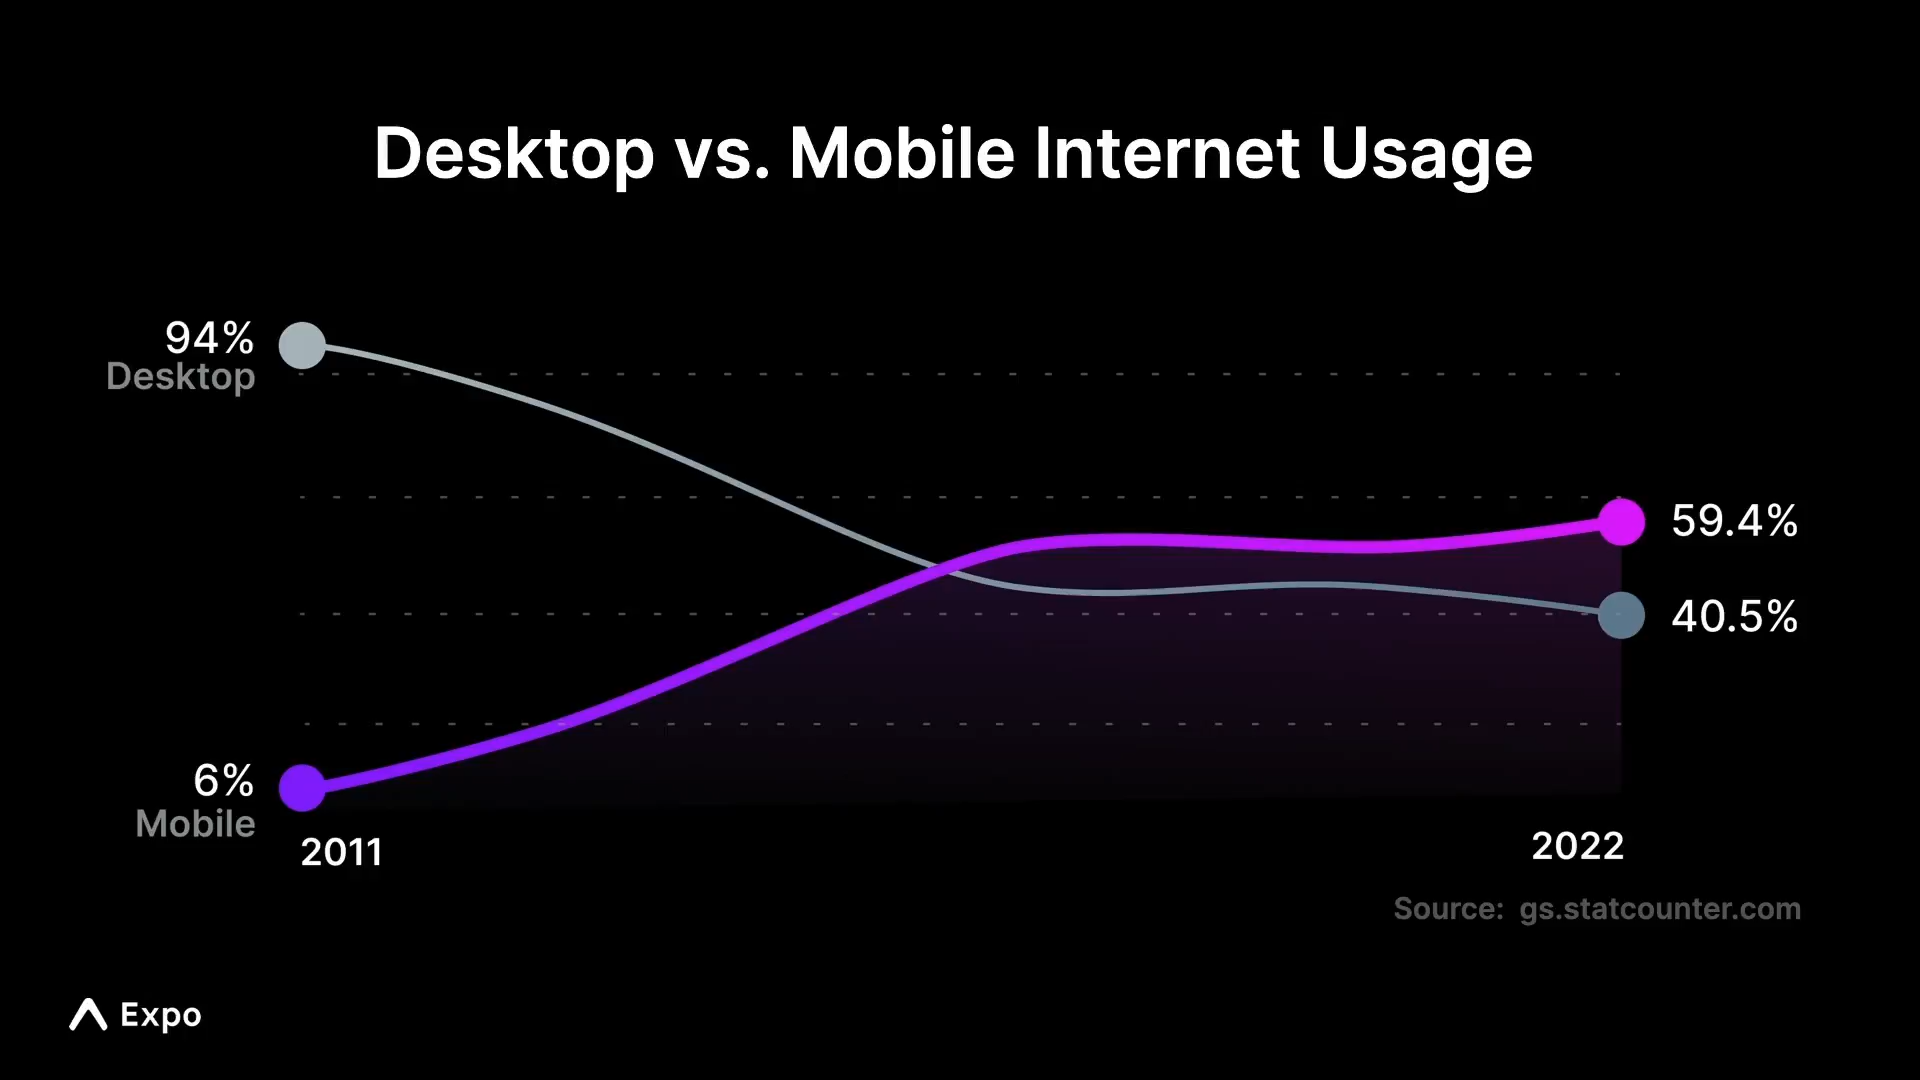 Desktop vs. Mobile Internet Usage
94%
Desktop
59.4%
40.5%
6%
Mobile
2011
2022
Source: gs.statcounter.com
Expo